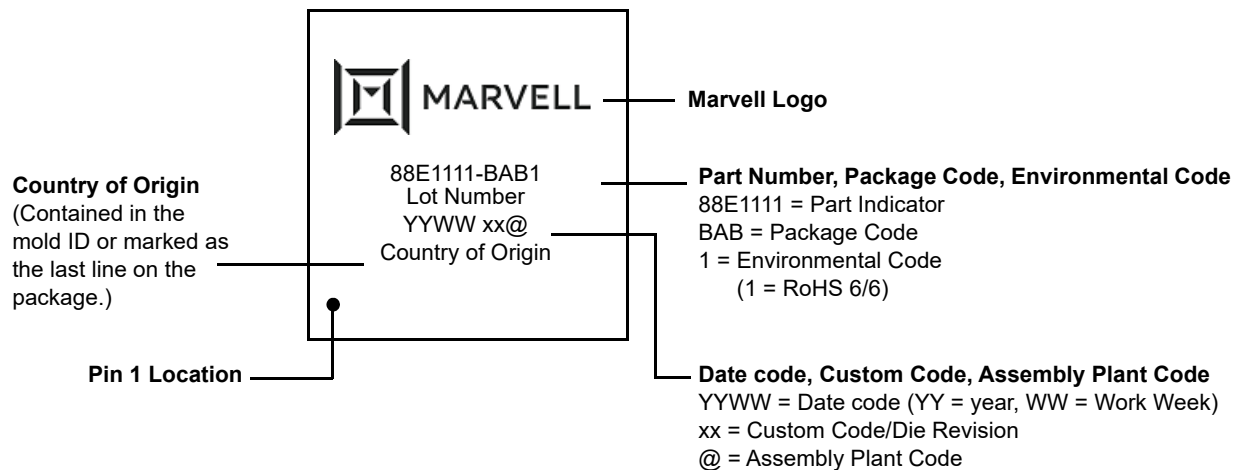 MARVELL
Marvell Logo
88E1111-BAB1
Lot Number
YYWW xx@
Country of Origin
Country of Origin
(Contained in the
mold ID or marked as
the last line on the
package.)
Part Number, Package Code, Environmental Code
88E1111 = Part Indicator
BAB = Package Code
1 = Environmental Code
(1 = RoHS 6/6)
Pin 1 Location
Date code, Custom Code, Assembly Plant Code
YYWW = Date code (YY = year, WW = Work Week)
xx = Custom Code/Die Revision
@ = Assembly Plant Code